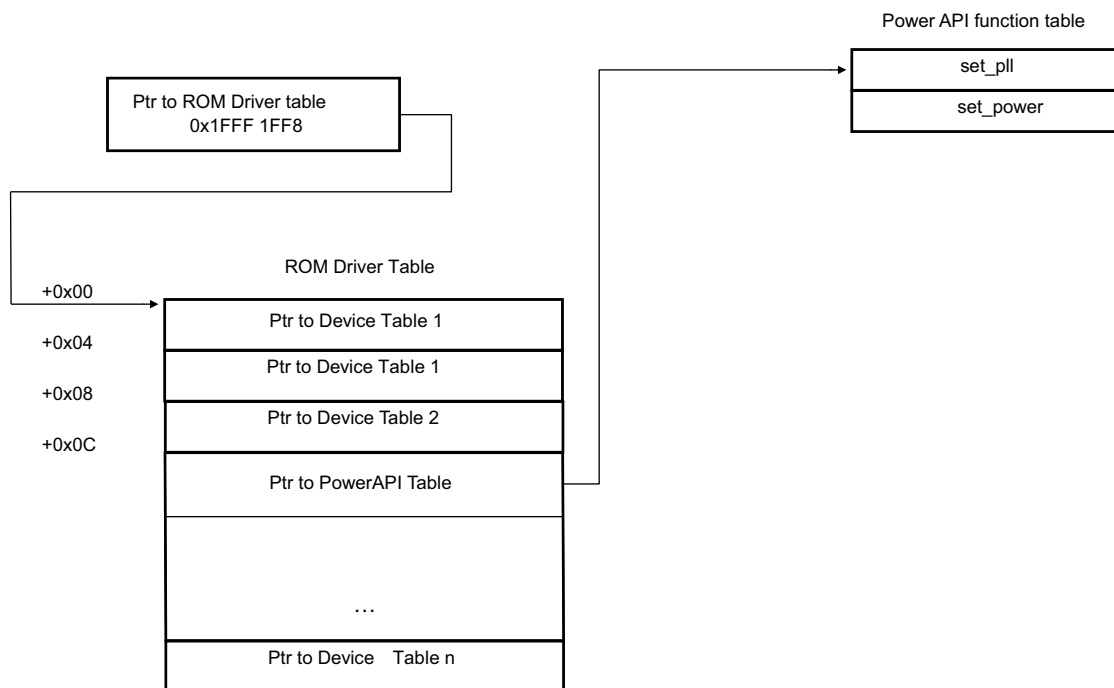 Power API function table
set_pll
set_power
Ptr to ROM Driver table
0x1FFF 1FF8
ROM Driver Table
+0x00
Ptr to Device Table 1
+0x04
Ptr to Device Table 1
+0x08
Ptr to Device Table 2
+0x0C
Ptr to PowerAPI Table
…
Ptr to Device Table n